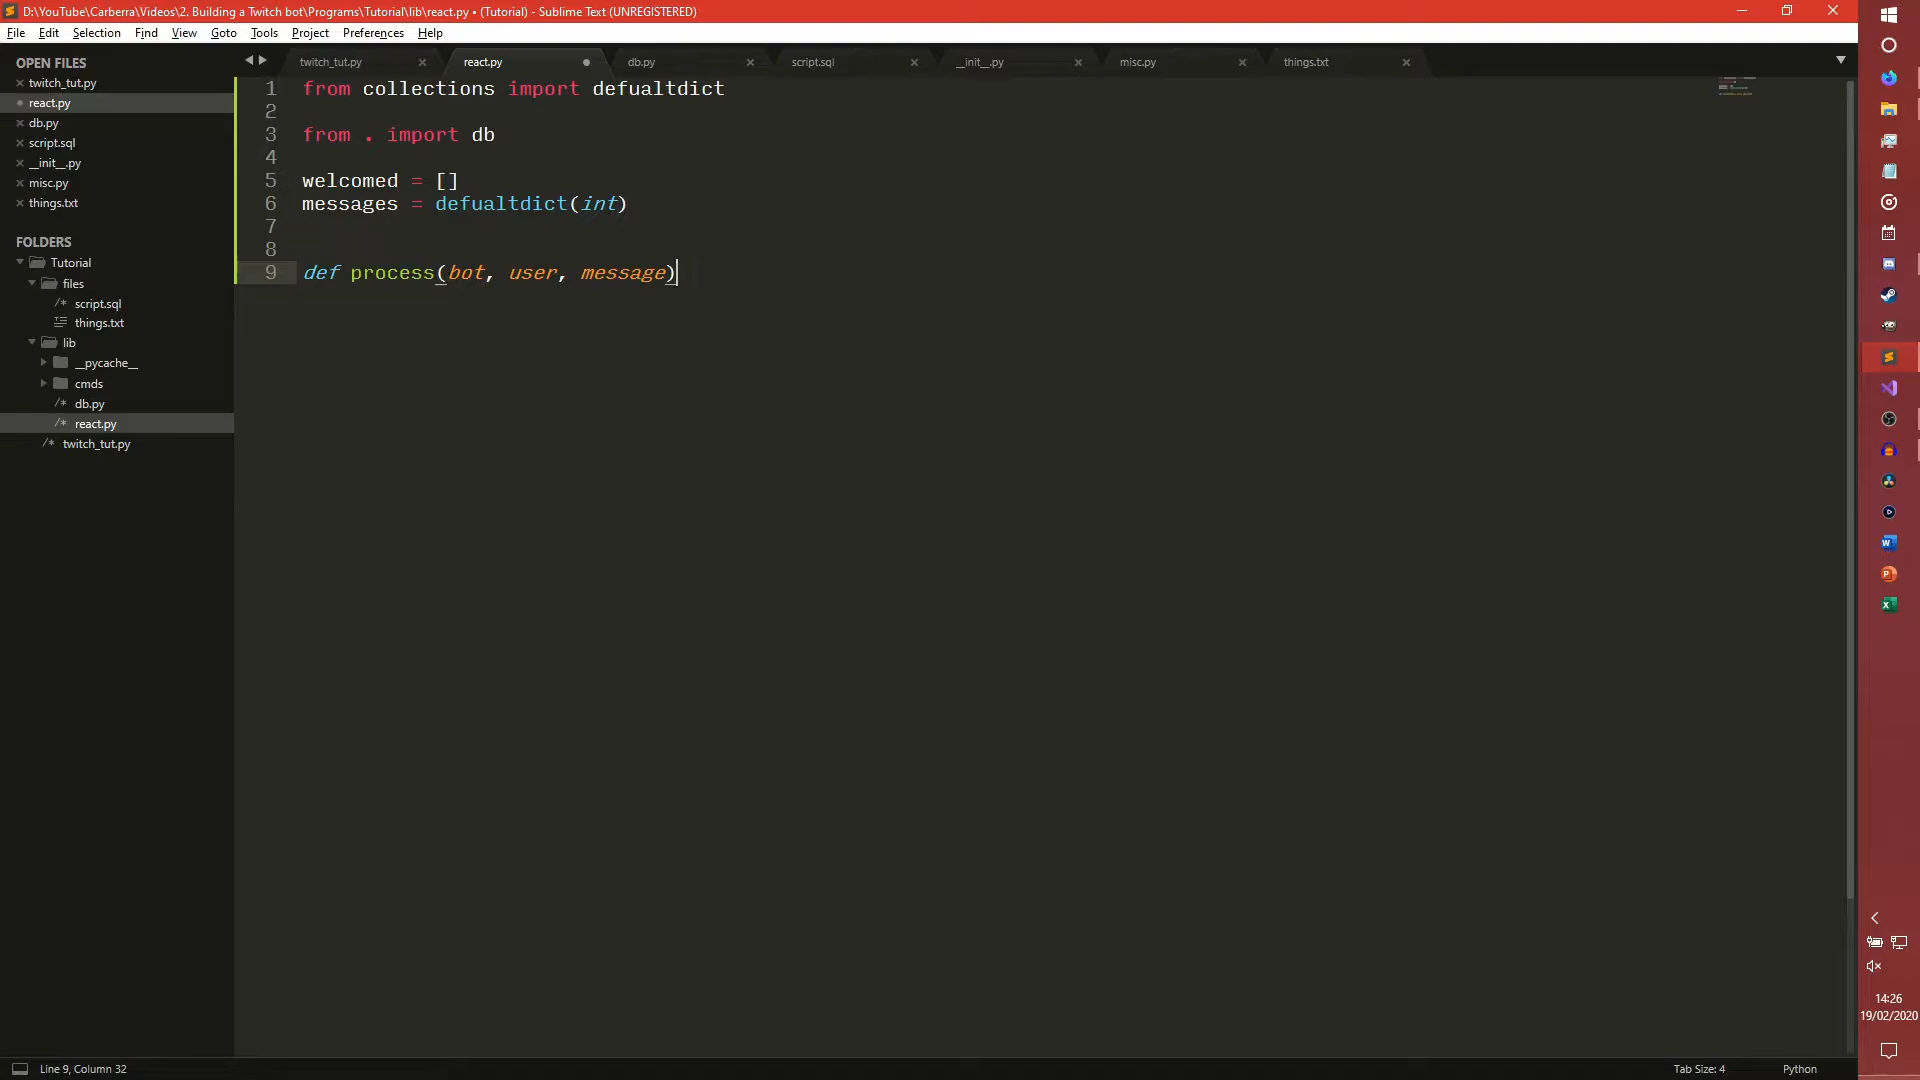 D:\YouTube\Carberra\Videos\2. Building a Twitch bot\Programs\Tutorial\lib\react.py • (Tutorial) - Sublime Text (UNREGISTERED)
File Edit Selection Find View Goto Tools Project Preferences Help
OPEN FILES
twitch_tut.py
react.py
db.py
script.sql
__init__.py
misc.py
things.txt
FOLDERS
Tutorial
files
script.sql
things.txt
lib
__pycache__
cmds
db.py
react.py
twitch_tut.py
twitch_tut.py react.py db.py script.sql __init__.py misc.py things.txt
1 from collections import defualtdict
2
3 from . import db
4
5 welcomed = []
6 messages = defualtdict(int)
7
8
9 def process(bot, user, message)
Line 9, Column 32
Tab Size: 4
Python
14:26
19/02/2020